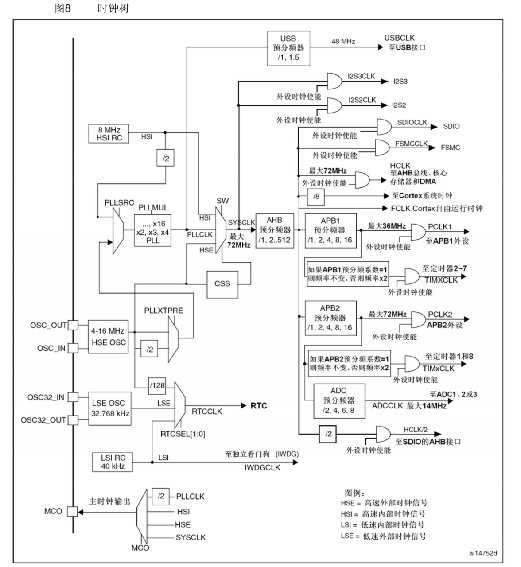 图8 时钟树
USB
预分频器
/1, 1.5
48 MHz
USBCLK
至USB接口
I2S3CLK
I2S3
外设时钟使能
I2S2CLK
I2S2
外设时钟使能
8 MHz
HSI RC
HSI
SDIOCLK
SDIO
外设时钟使能
FSMCCLK
FSMC
外设时钟使能
/2
HCLK
至AHB总线、核心
存储器和DMA
最大72MHz
外设时钟使能
/8
至Cortex系统时钟
FCLK Cortex自由运行时钟
PLLSRC
PLLMUL
..., x16
x2, x3, x4
PLL
SW
HSI
PLLCLK
HSE
SYSCLK
最大
72MHz
AHB
预分频器
/1, 2..512
APB1
预分频器
/1, 2, 4, 8, 16
最大36MHz
PCLK1
至APB1外设
外设时钟使能
CSS
如果APB1预分频系数=1
则频率不变，否则频率x2
至定时器2-7
TIMXCLK
外设时钟使能
PLLXTPRE
OSC_OUT
OSC_IN
4-16 MHz
HSE OSC
/2
APB2
预分频器
/1, 2, 4, 8, 16
最大72MHz
PCLK2
APB2外设
外设时钟使能
如果APB2预分频系数=1
则频率不变，否则频率x2
至定时器1和8
TIMxCLK
外设时钟使能
OSC32_IN
OSC32_OUT
LSE OSC
32.768 kHz
/128
LSE
RTCCLK
RTC
RTCSEL[1:0]
ADC
预分频器
/2, 4, 6, 8
至ADC1、2或3
ADCCLK 最大14MHz
/2
HCLK/2
至SDIO的AHB接口
外设时钟使能
LSI RC
40 kHz
LSI
至独立看门狗 (IWDG)
IWDGCLK
MCO
主时钟输出
/2
PLLCLK
HSI
HSE
SYSCLK
MCO
图例：
HSE = 高速外部时钟信号
HSI = 高速内部时钟信号
LSI = 低速内部时钟信号
LSE = 低速外部时钟信号
ai14752d